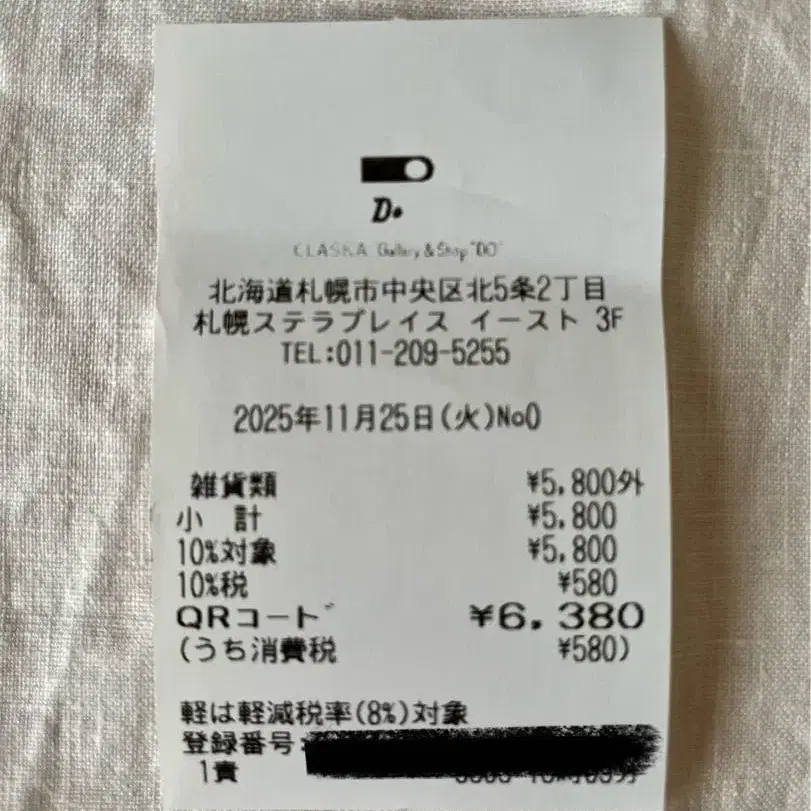 Do
CLASKA Gallery & Shop "DO"
北海道札幌市中央区北5条2丁目
札幌ステラプレイス イースト 3F
TEL:011-209-5255
2025年11月25日(火)No0
雑貨類 ¥5,800外
小 計 ¥5,800
10%対象 ¥5,800
10%税 ¥580
QRコード ¥6,380
(うち消費税 ¥580)
軽は軽減税率(8%)対象
登録番号:
1責